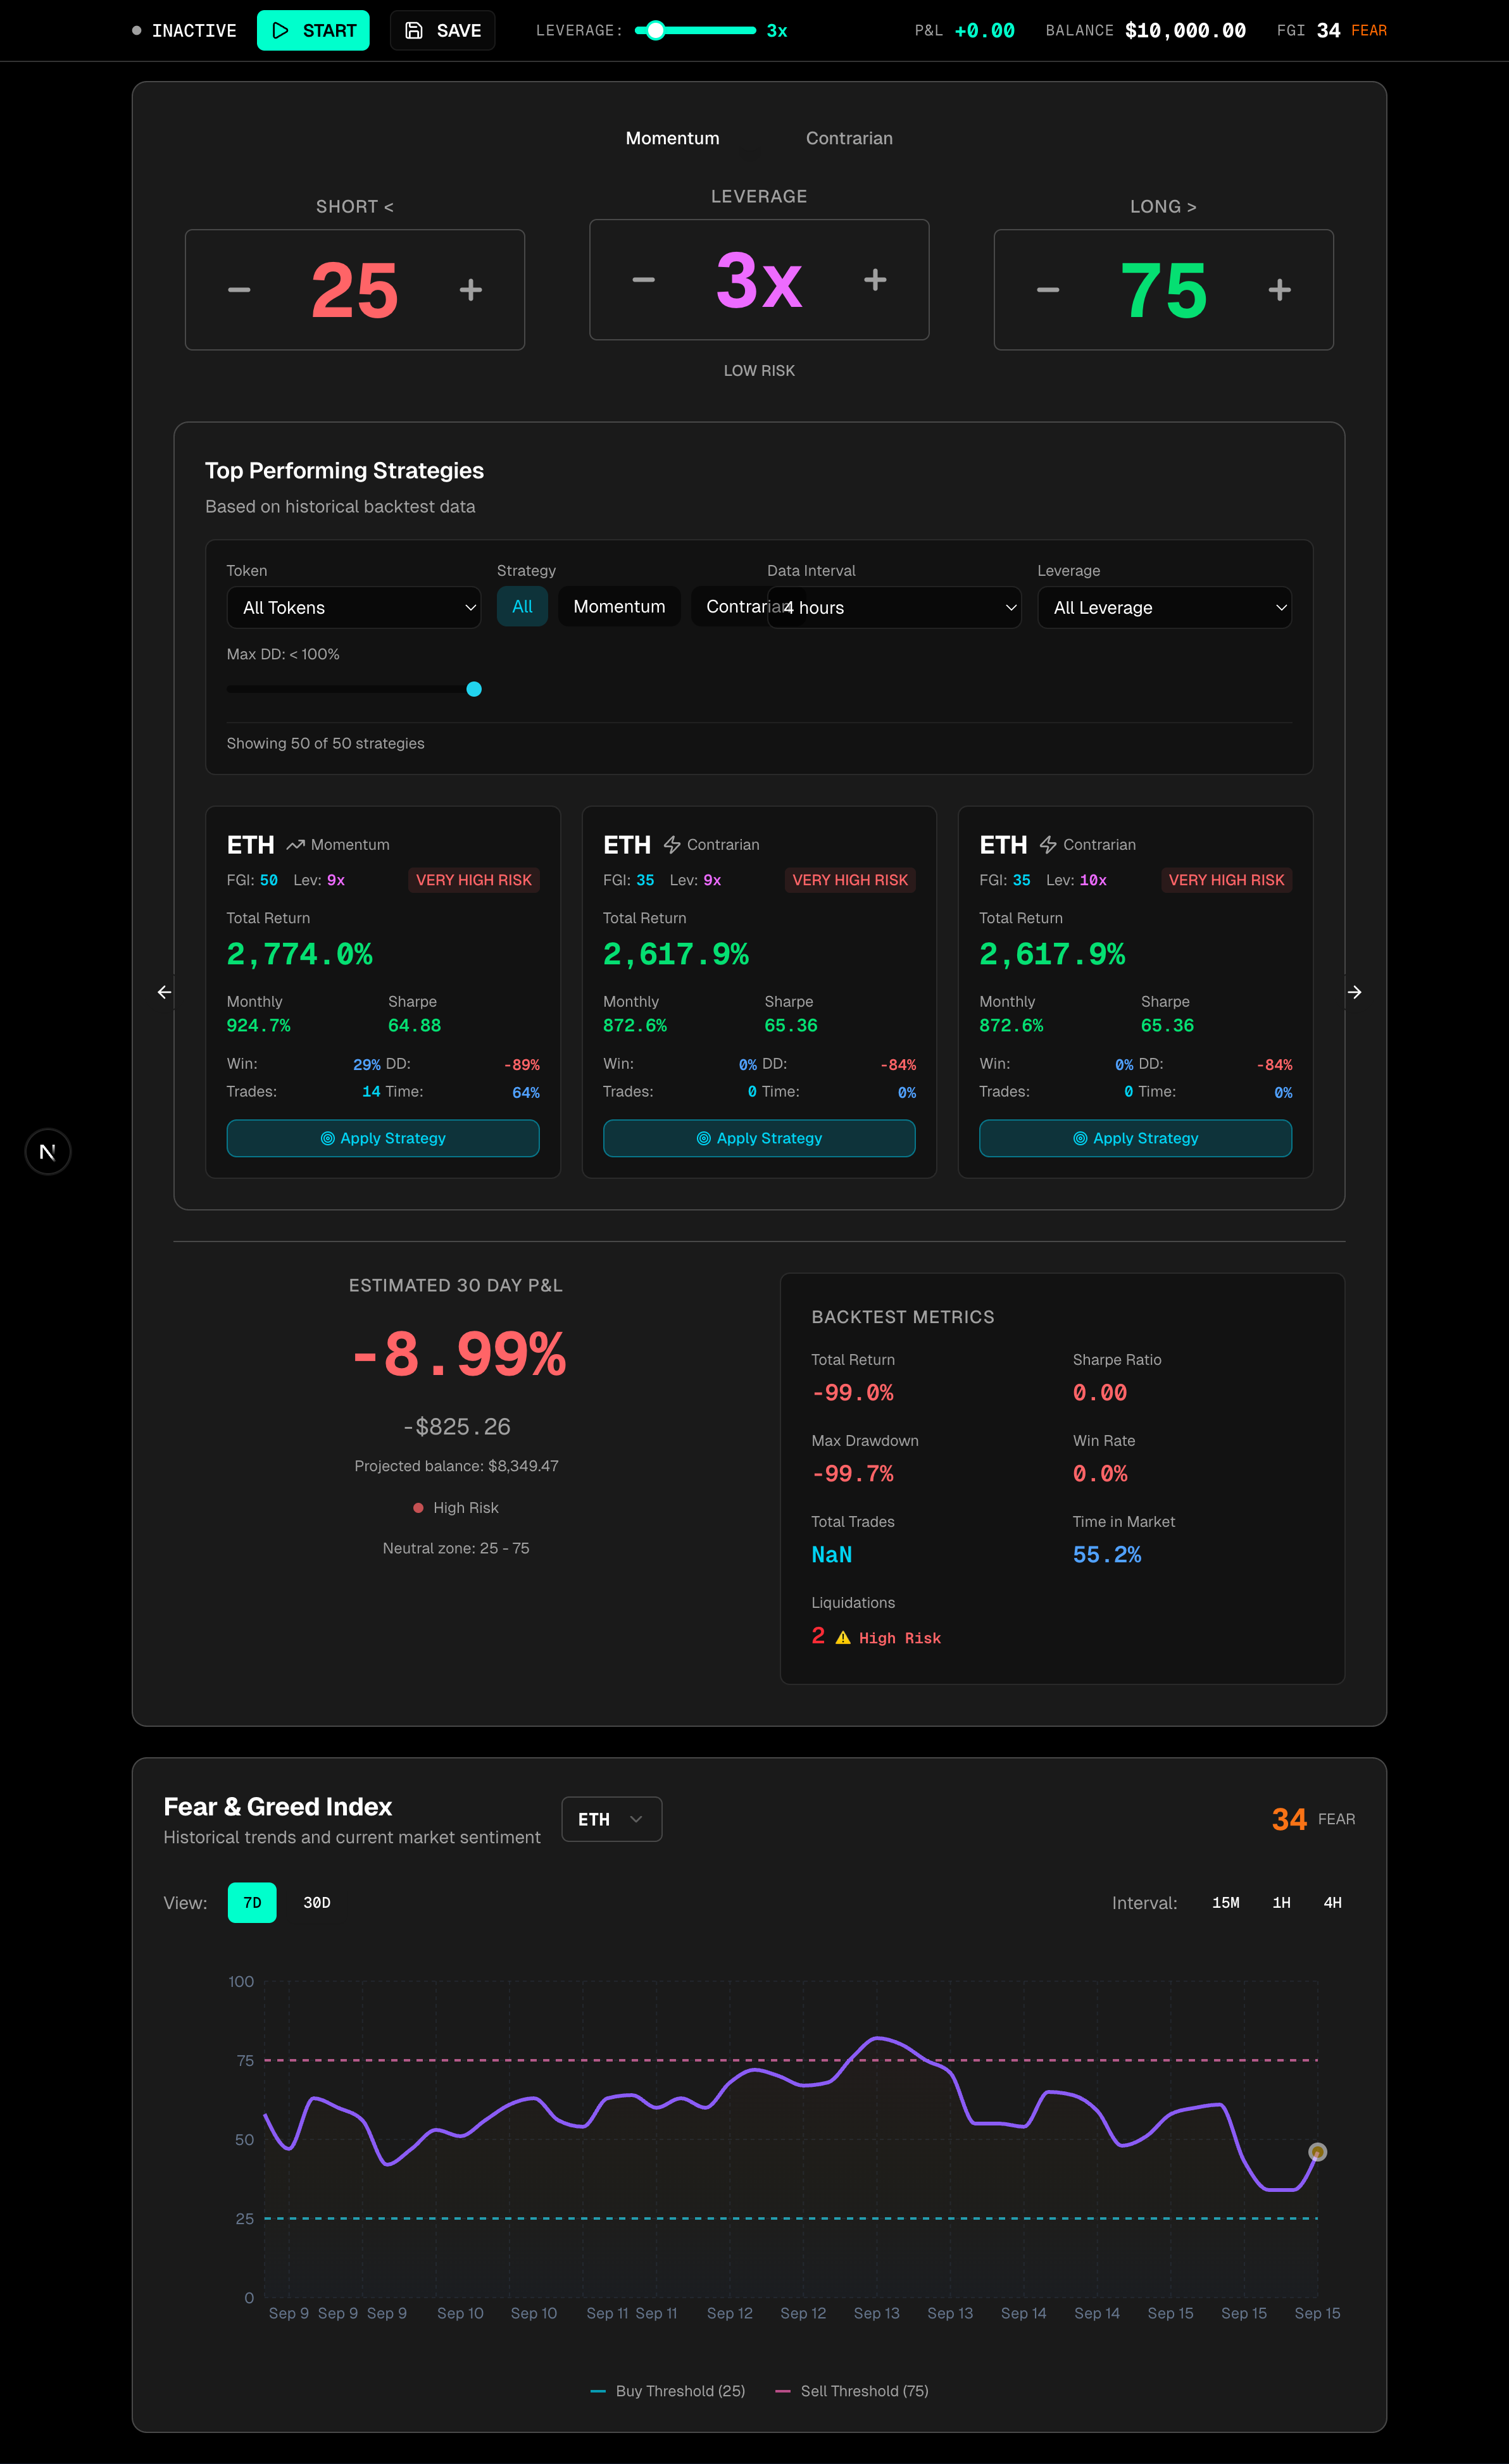 INACTIVE START SAVE LEVERAGE: 3x P&L +0.00 BALANCE $10,000.00 FGI 34 FEAR
Momentum Contrarian
SHORT < LEVERAGE LONG >
− 25 + − 3x + − 75 +
LOW RISK
Top Performing Strategies
Based on historical backtest data
Token Strategy Data Interval Leverage
All Tokens All Momentum Contrarian 4 hours All Leverage
Max DD: < 100%
Showing 50 of 50 strategies
ETH Momentum
FGI: 50 Lev: 9x VERY HIGH RISK
Total Return
2,774.0%
Monthly Sharpe
924.7% 64.88
Win: 29% DD: -89%
Trades: 14 Time: 64%
Apply Strategy
ETH Contrarian
FGI: 35 Lev: 9x VERY HIGH RISK
Total Return
2,617.9%
Monthly Sharpe
872.6% 65.36
Win: 0% DD: -84%
Trades: 0 Time: 0%
Apply Strategy
ETH Contrarian
FGI: 35 Lev: 10x VERY HIGH RISK
Total Return
2,617.9%
Monthly Sharpe
872.6% 65.36
Win: 0% DD: -84%
Trades: 0 Time: 0%
Apply Strategy
N
ESTIMATED 30 DAY P&L
-8.99%
-$825.26
Projected balance: $8,349.47
High Risk
Neutral zone: 25 - 75
BACKTEST METRICS
Total Return Sharpe Ratio
-99.0% 0.00
Max Drawdown Win Rate
-99.7% 0.0%
Total Trades Time in Market
NaN 55.2%
Liquidations
2 High Risk
Fear & Greed Index ETH 34 FEAR
Historical trends and current market sentiment
View: 7D 30D Interval: 15M 1H 4H
100
75
50
25
0
Sep 9 Sep 9 Sep 9 Sep 10 Sep 10 Sep 11 Sep 11 Sep 12 Sep 12 Sep 13 Sep 13 Sep 14 Sep 14 Sep 15 Sep 15 Sep 15
Buy Threshold (25) Sell Threshold (75)